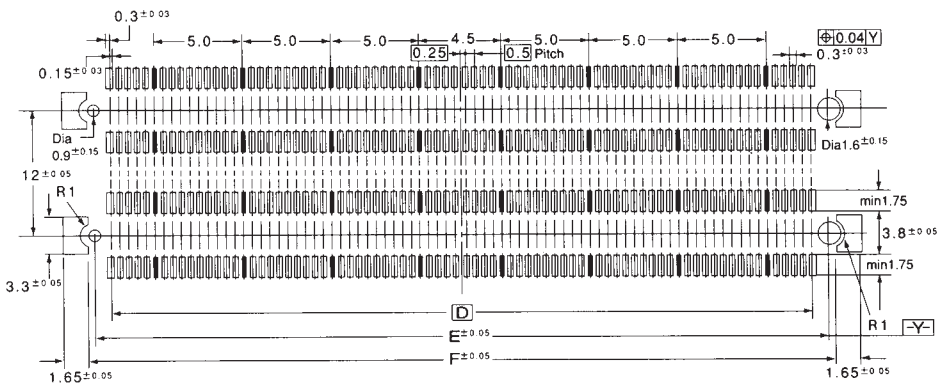 0.3±0.03
5.0 5.0 5.0 4.5 5.0 5.0 5.0
⌖ 0.04 Y
0.25 0.5 Pitch
0.3±0.03
0.15±0.03
Dia
0.9±0.15
Dia1.6±0.15
12±0.05
R1
min1.75
3.8±0.05
min1.75
3.3±0.05
D
R1
-Y-
E±0.05
F±0.05
1.65±0.05
1.65±0.05